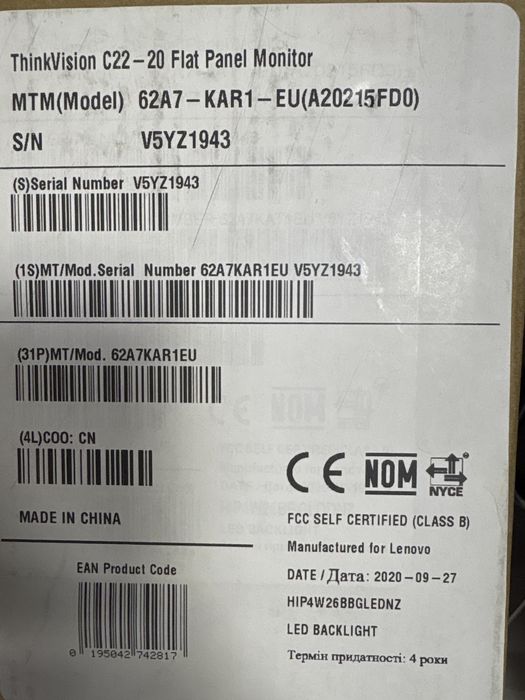 ThinkVision C22-20 Flat Panel Monitor
MTM(Model) 62A7-KAR1-EU(A20215FD0)
S/N V5YZ1943
(S)Serial Number V5YZ1943
(1S)MT/Mod.Serial Number 62A7KAR1EU V5YZ1943
(31P)MT/Mod. 62A7KAR1EU
(4L)COO: CN
CE NOM NYCE
MADE IN CHINA
FCC SELF CERTIFIED (CLASS B)
Manufactured for Lenovo
EAN Product Code
DATE /Дата: 2020-09-27
HIP4W26BBGLEDNZ
LED BACKLIGHT
0 195042 742817
Термін придатності: 4 роки